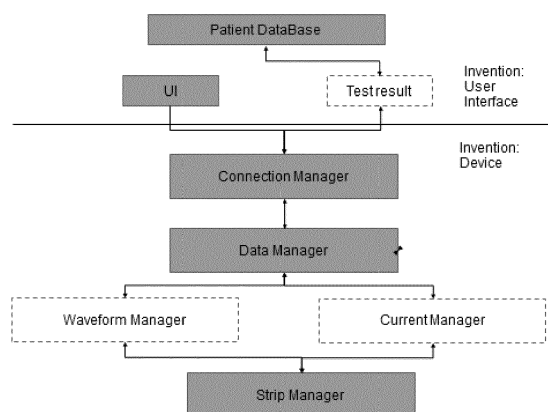 Patient DataBase
UI
Test result
Invention:
User
Interface
Invention:
Device
Connection Manager
Data Manager
Waveform Manager
Current Manager
Strip Manager